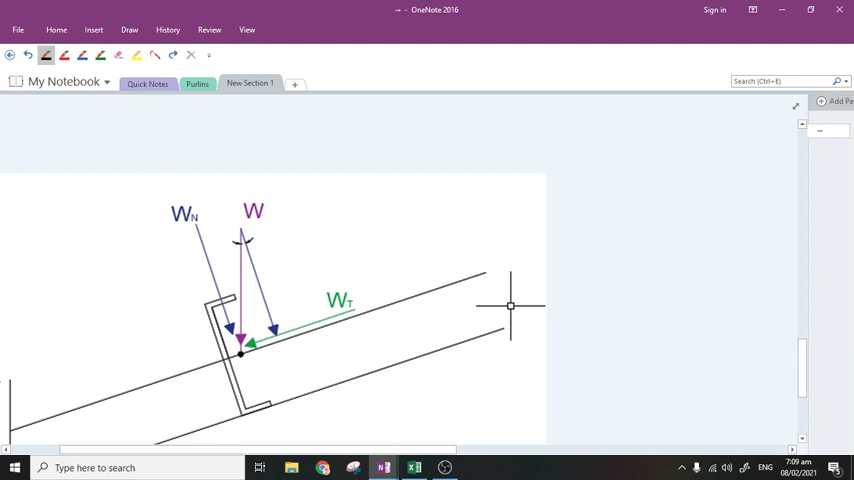 → - OneNote 2016
Sign in
File Home Insert Draw History Review View
My Notebook
Quick Notes
Purlins
New Section 1
Search (Ctrl+E)
Add Pa
→
WN
W
WT
Type here to search
ENG
7:09 am
08/02/2021
5